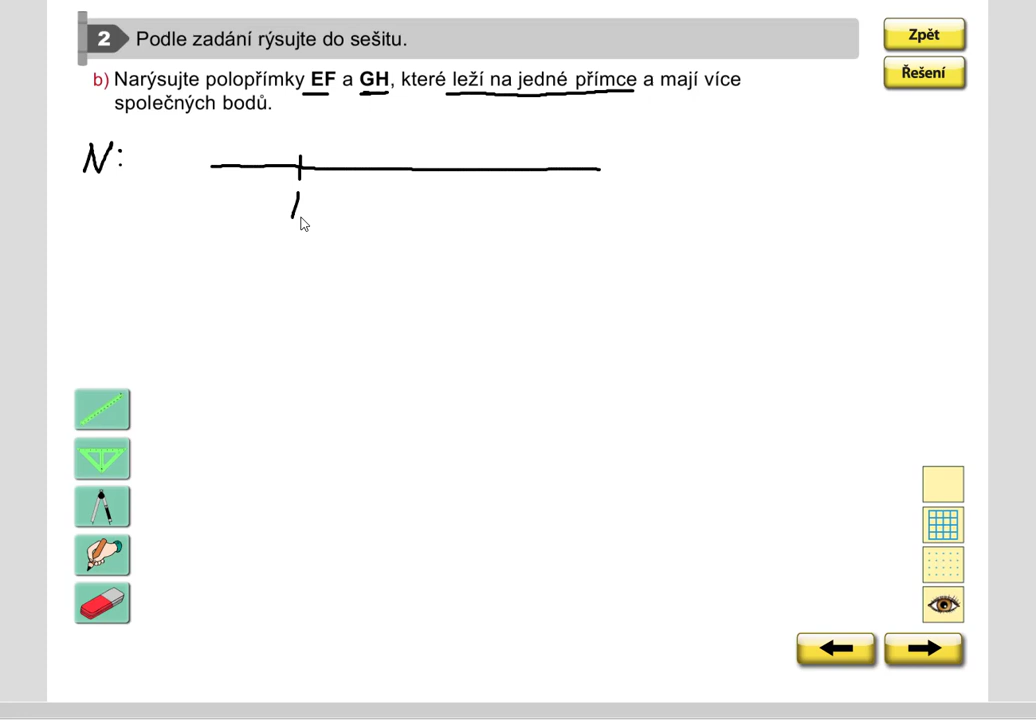 2 Podle zadání rýsujte do sešitu.
Zpět
Řešení
b) Narýsujte polopřímky EF a GH, které leží na jedné přímce a mají více
společných bodů.
N: